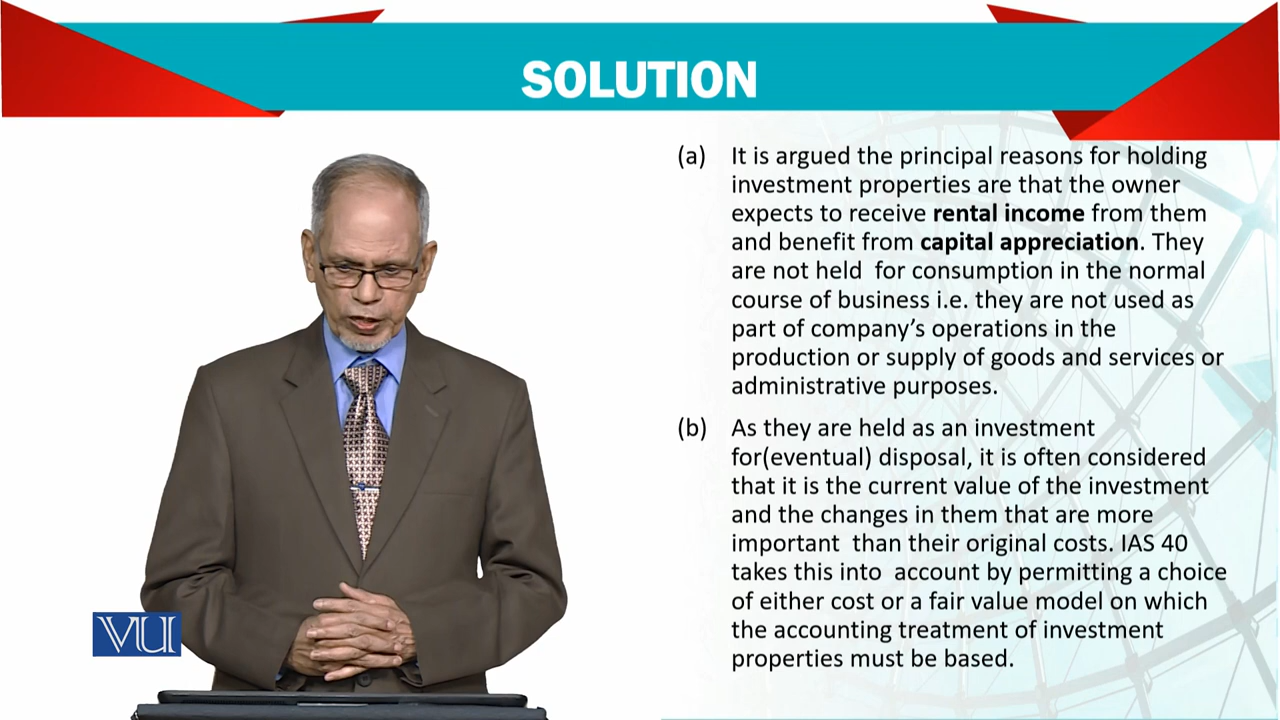 SOLUTION
(a) It is argued the principal reasons for holding
investment properties are that the owner
expects to receive rental income from them
and benefit from capital appreciation. They
are not held for consumption in the normal
course of business i.e. they are not used as
part of company's operations in the
production or supply of goods and services or
administrative purposes.
(b) As they are held as an investment
for(eventual) disposal, it is often considered
that it is the current value of the investment
and the changes in them that are more
important than their original costs. IAS 40
takes this into account by permitting a choice
of either cost or a fair value model on which
the accounting treatment of investment
properties must be based.
VU